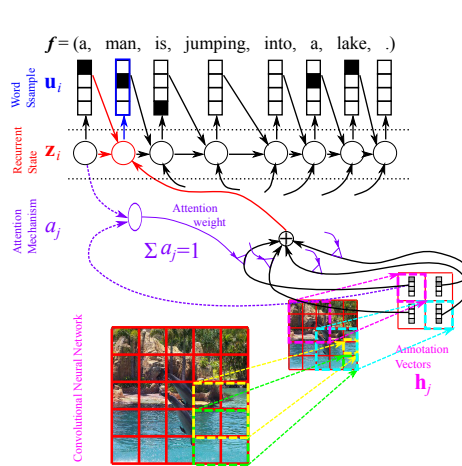 f = (a, man, is, jumping, into, a, lake, .)
Word
Ssample
u_i
Recurrent
State
z_i
Attention
Mechanism
a_j
Attention
weight
∑ a_j=1
Convolutional Neural Network
Annotation
Vectors
h_j